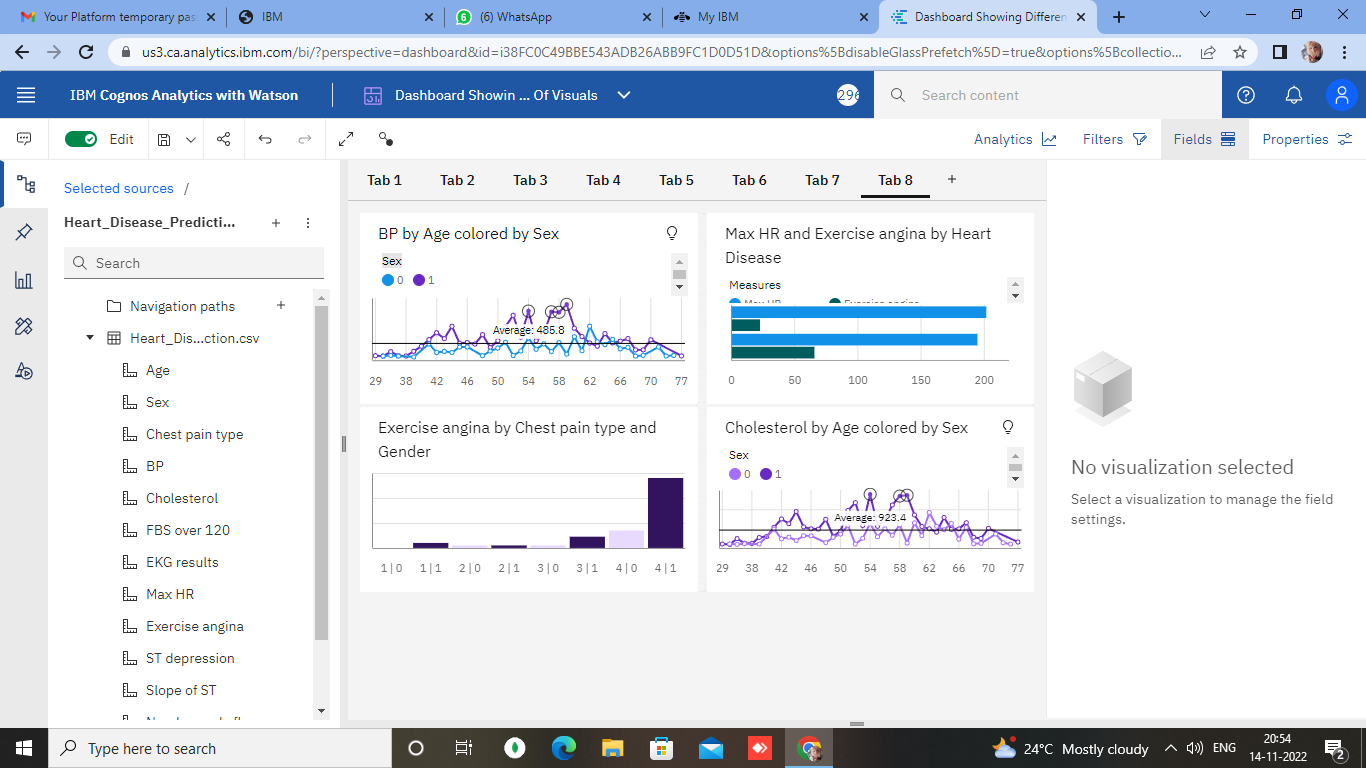 Your Platform temporary pas
IBM
(6) WhatsApp
My IBM
Dashboard Showing Differen
us3.ca.analytics.ibm.com/bi/?perspective=dashboard&id=i38FC0C49BBE543ADB26ABB9FC1D0D51D&options%5BdisableGlassPrefetch%5D=true&options%5Bcollectio...
IBM Cognos Analytics with Watson
Dashboard Showin ... Of Visuals
296
Search content
Edit
Analytics
Filters
Fields
Properties
Selected sources /
Heart_Disease_Predicti...
Search
Navigation paths
Heart_Dis...ction.csv
Age
Sex
Chest pain type
BP
Cholesterol
FBS over 120
EKG results
Max HR
Exercise angina
ST depression
Slope of ST
Tab 1 Tab 2 Tab 3 Tab 4 Tab 5 Tab 6 Tab 7 Tab 8
BP by Age colored by Sex
Sex
0 1
Average: 485.8
29 38 42 46 50 54 58 62 66 70 77
Max HR and Exercise angina by Heart
Disease
Measures
Max HR Exercise angina
0 50 100 150 200
Exercise angina by Chest pain type and
Gender
1|0 1|1 2|0 2|1 3|0 3|1 4|0 4|1
Cholesterol by Age colored by Sex
Sex
0 1
Average: 923.4
29 38 42 46 50 54 58 62 66 70 77
No visualization selected
Select a visualization to manage the field
settings.
Type here to search
24°C Mostly cloudy
ENG
20:54
14-11-2022
2